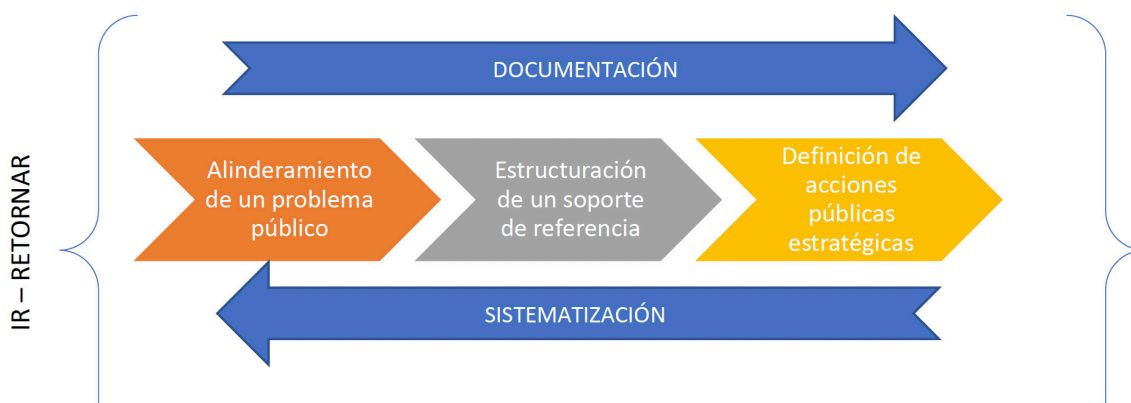 IR – RETORNAR
DOCUMENTACIÓN
Alinderamiento
de un problema
público
Estructuración
de un soporte
de referencia
Definición de
acciones
públicas
estratégicas
SISTEMATIZACIÓN